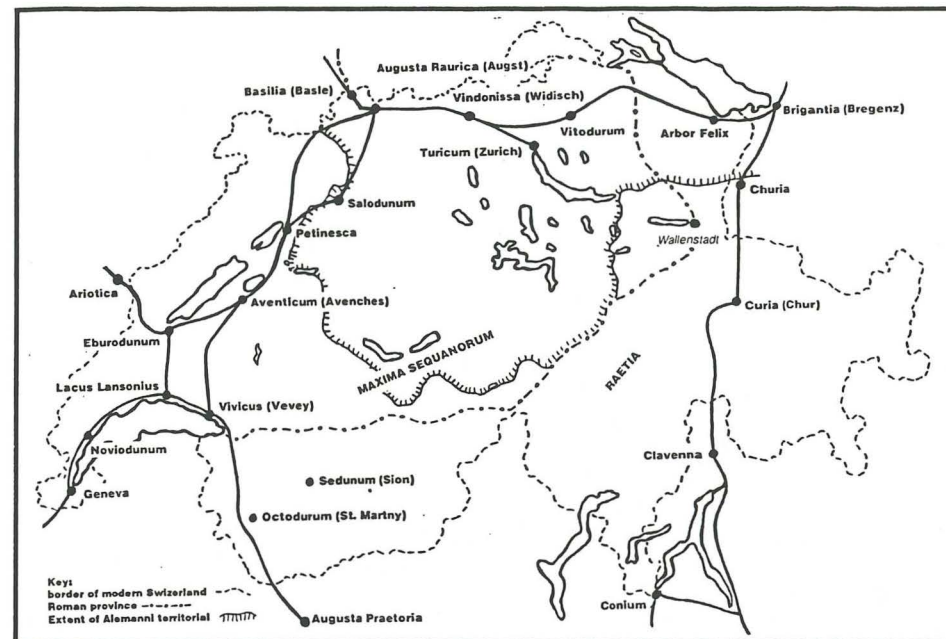 Augusta Raurica (Augst)
Basilia (Basle)
Vindonissa (Widisch)
Brigantia (Bregenz)
Vitodurum
Arbor Felix
Turicum (Zurich)
Churia
Salodunum
Petinesca
Wallenstadt
Ariotica
Aventicum (Avenches)
Curia (Chur)
Eburodunum
MAXIMA SEQUANORUM
RAETIA
Lacus Lansonius
Vivicus (Vevey)
Noviodunum
Clavenna
Sedunum (Sion)
Geneva
Octodurum (St. Martny)
Key:
border of modern Swizerland
Roman province
Extent of Alemanni territorial
Conium
Augusta Praetoria